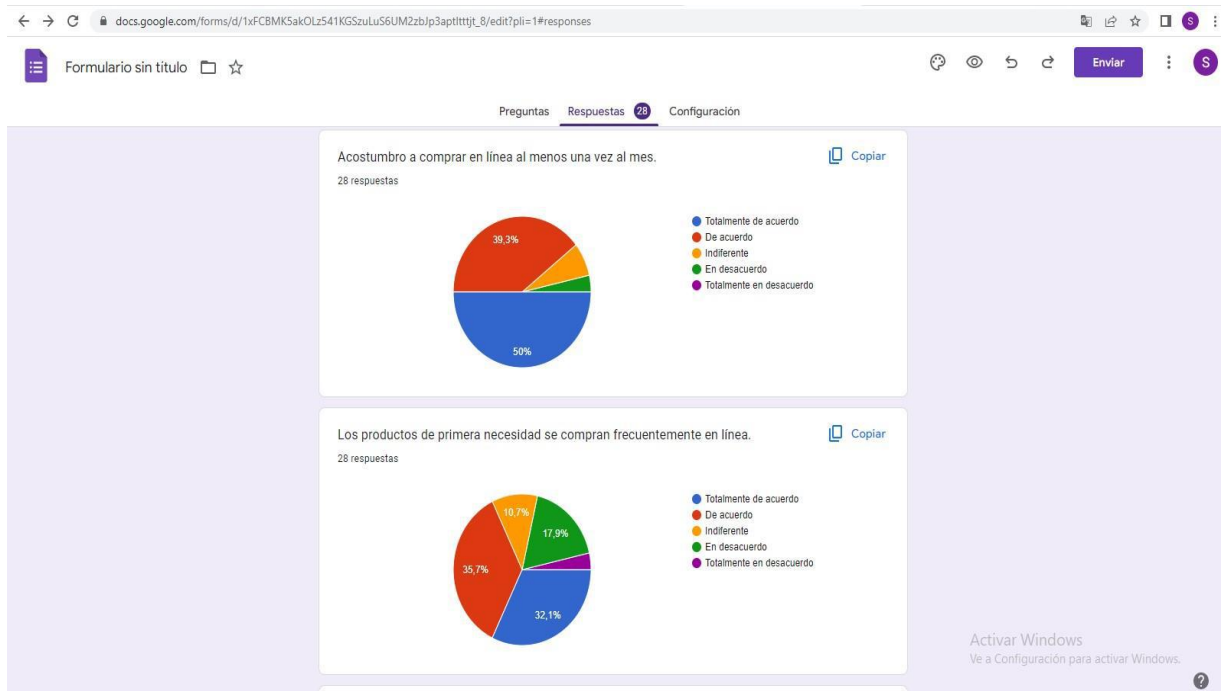 docs.google.com/forms/d/1xFCBMK5akOLz541KGSzuLuS6UM2zbJp3aptItttjt_8/edit?pli=1#responses
S
Formulario sin titulo
Enviar
S
Preguntas Respuestas 28 Configuración
Acostumbro a comprar en línea al menos una vez al mes.
Copiar
28 respuestas
39,3%
50%
Totalmente de acuerdo
De acuerdo
Indiferente
En desacuerdo
Totalmente en desacuerdo
Los productos de primera necesidad se compran frecuentemente en línea.
Copiar
28 respuestas
10,7%
17,9%
35,7%
32,1%
Totalmente de acuerdo
De acuerdo
Indiferente
En desacuerdo
Totalmente en desacuerdo
Activar Windows
Ve a Configuración para activar Windows.